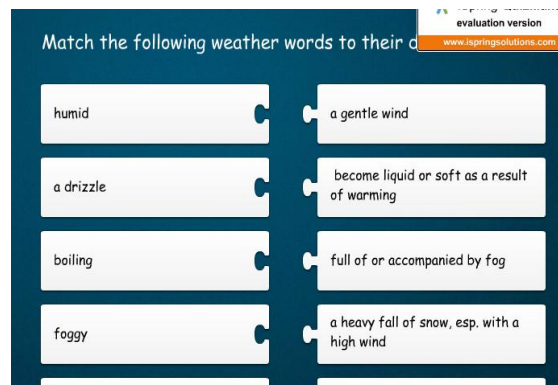 evaluation version
www.ispringsolutions.com
Match the following weather words to their
humid
a gentle wind
a drizzle
become liquid or soft as a result
of warming
boiling
full of or accompanied by fog
foggy
a heavy fall of snow, esp. with a
high wind